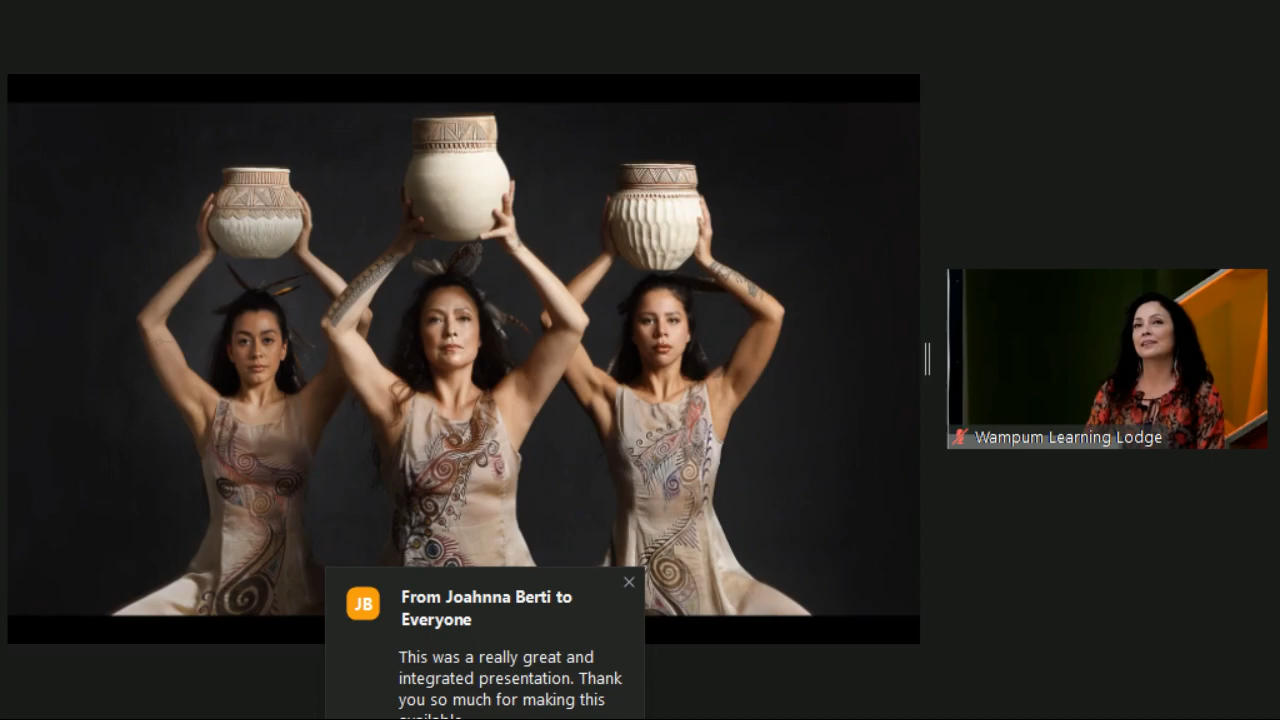 Wampum Learning Lodge
JB
From Joahnna Berti to
Everyone
This was a really great and
integrated presentation. Thank
you so much for making this
available